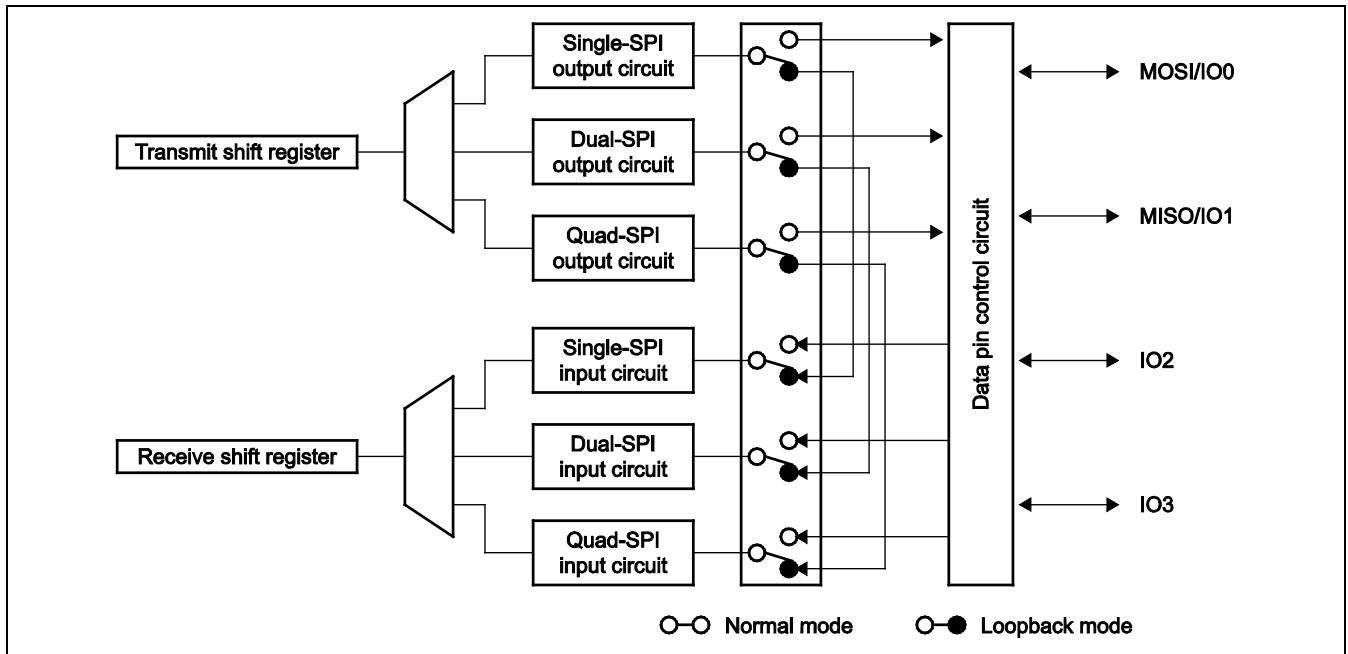 Single-SPI
output circuit
MOSI/IO0
Transmit shift register
Dual-SPI
output circuit
MISO/IO1
Quad-SPI
output circuit
Data pin control circuit
Single-SPI
input circuit
IO2
Receive shift register
Dual-SPI
input circuit
IO3
Quad-SPI
input circuit
Normal mode
Loopback mode